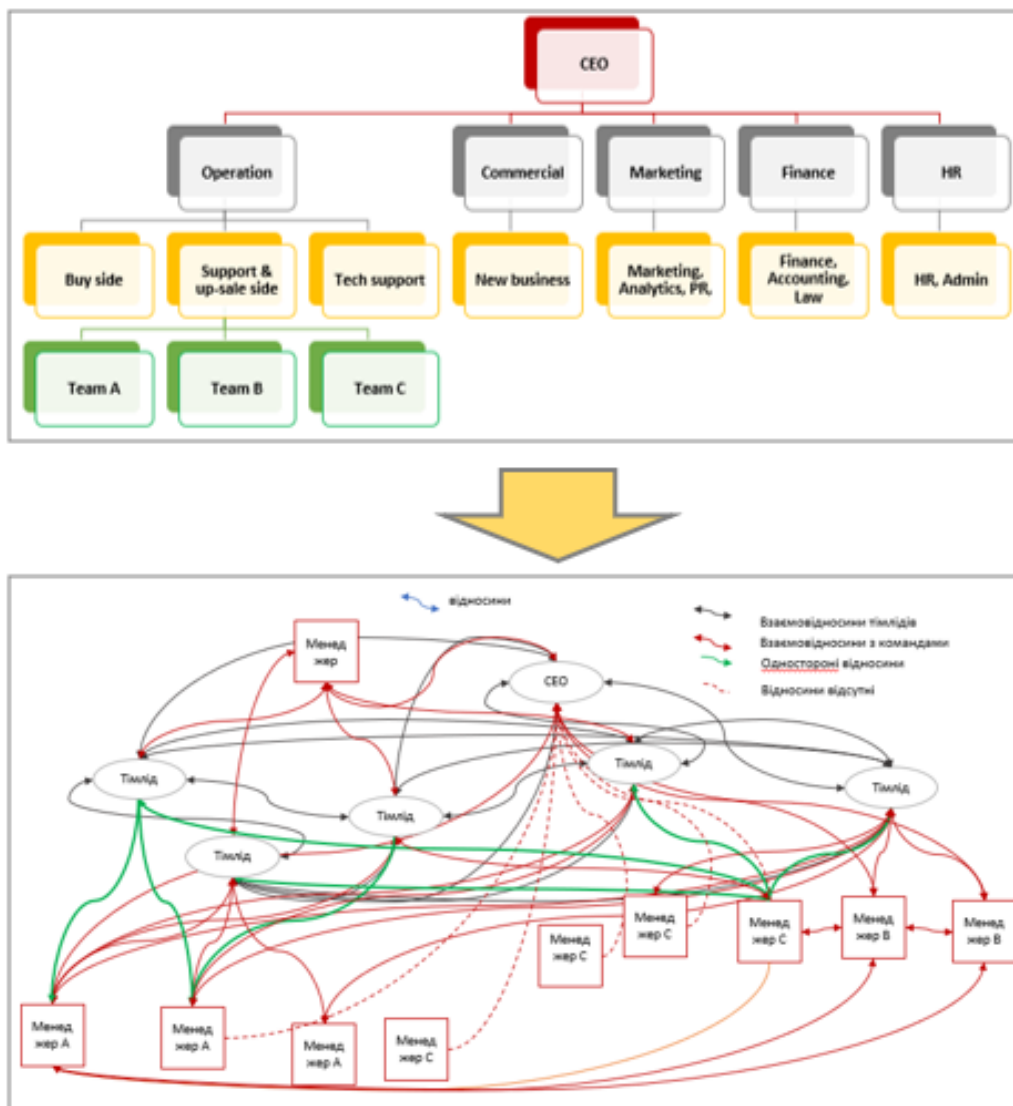 CEO
Operation
Commercial
Marketing
Finance
HR
Buy side
Support &
up-sale side
Tech support
New business
Marketing,
Analytics, PR,
Finance,
Accounting,
Law
HR, Admin
Team A
Team B
Team C
відносини
Взаємовідносини тімлідів
Взаємовідносини з командами
Одностороні відносини
Відносини відсутні
Менед
жер
CEO
Тімлід
Тімлід
Тімлід
Тімлід
Тімлід
Менед
жер С
Менед
жер С
Менед
жер В
Менед
жер В
Менед
жер С
Менед
жер А
Менед
жер А
Менед
жер А
Менед
жер С